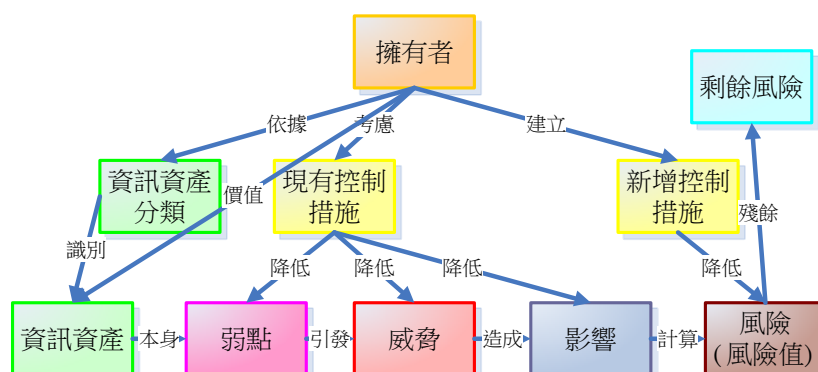 擁有者
剩餘風險
依據
考慮
建立
資訊資產
分類
價值
現有控制
措施
新增控制
措施
殘餘
識別
降低
降低
降低
降低
資訊資產
本身
弱點
引發
威脅
造成
影響
計算
風險
(風險值)